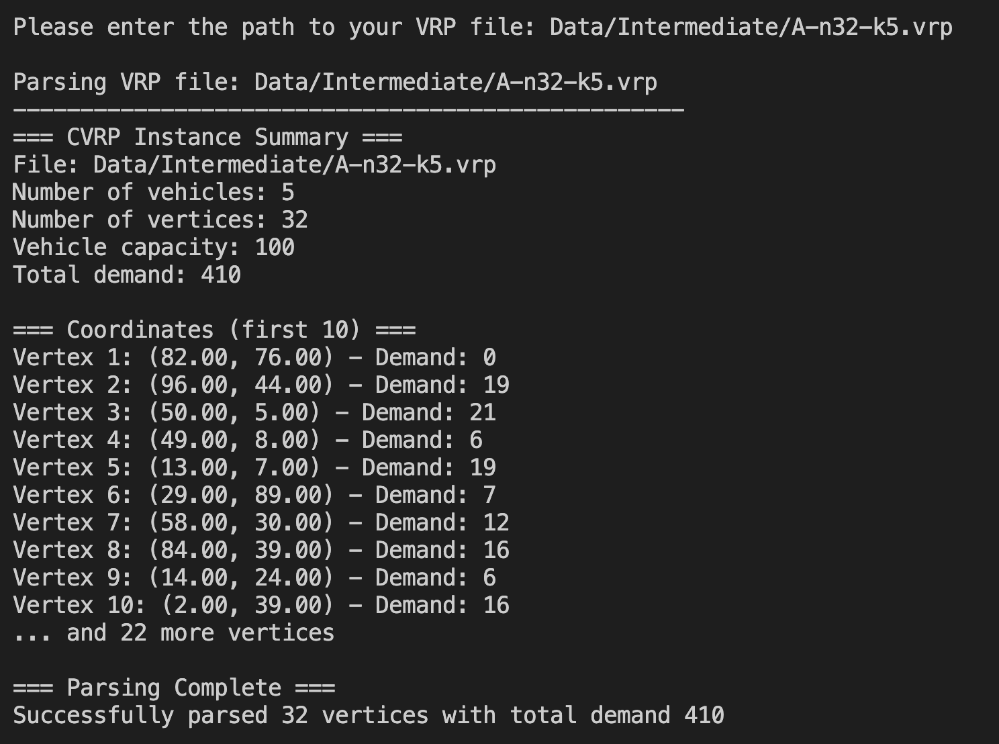 Please enter the path to your VRP file: Data/Intermediate/A-n32-k5.vrp
Parsing VRP file: Data/Intermediate/A-n32-k5.vrp
--------------------------------------------------
=== CVRP Instance Summary ===
File: Data/Intermediate/A-n32-k5.vrp
Number of vehicles: 5
Number of vertices: 32
Vehicle capacity: 100
Total demand: 410
=== Coordinates (first 10) ===
Vertex 1: (82.00, 76.00) - Demand: 0
Vertex 2: (96.00, 44.00) - Demand: 19
Vertex 3: (50.00, 5.00) - Demand: 21
Vertex 4: (49.00, 8.00) - Demand: 6
Vertex 5: (13.00, 7.00) - Demand: 19
Vertex 6: (29.00, 89.00) - Demand: 7
Vertex 7: (58.00, 30.00) - Demand: 12
Vertex 8: (84.00, 39.00) - Demand: 16
Vertex 9: (14.00, 24.00) - Demand: 6
Vertex 10: (2.00, 39.00) - Demand: 16
... and 22 more vertices
=== Parsing Complete ===
Successfully parsed 32 vertices with total demand 410